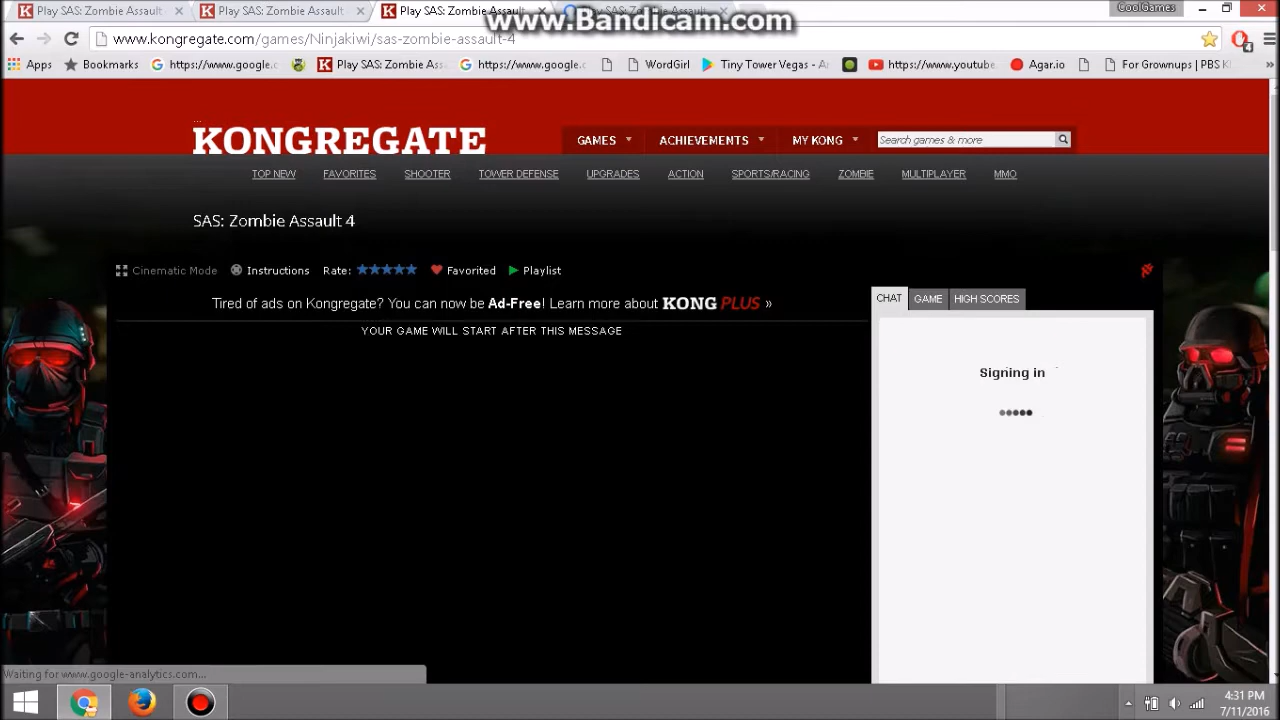 Play SAS: Zombie Assault
Play SAS: Zombie Assault
Play SAS: Zombie Assault
www.Bandicam.com
CoolGames
www.kongregate.com/games/Ninjakiwi/sas-zombie-assault-4
4
Apps
Bookmarks
https://www.google.c
Play SAS: Zombie Ass
https://www.google.c
WordGirl
Tiny Tower Vegas - A
https://www.youtube
Agar.io
For Grownups | PBS K
»
...
KONGREGATE
GAMES
ACHIEVEMENTS
MY KONG
Search games & more
TOP NEW
FAVORITES
SHOOTER
TOWER DEFENSE
UPGRADES
ACTION
SPORTS/RACING
ZOMBIE
MULTIPLAYER
MMO
SAS: Zombie Assault 4
Cinematic Mode
Instructions
Rate:
Favorited
Playlist
Tired of ads on Kongregate? You can now be Ad-Free! Learn more about KONG PLUS »
YOUR GAME WILL START AFTER THIS MESSAGE
CHAT
GAME
HIGH SCORES
Signing in
Waiting for www.google-analytics.com...
4:31 PM
7/11/2016